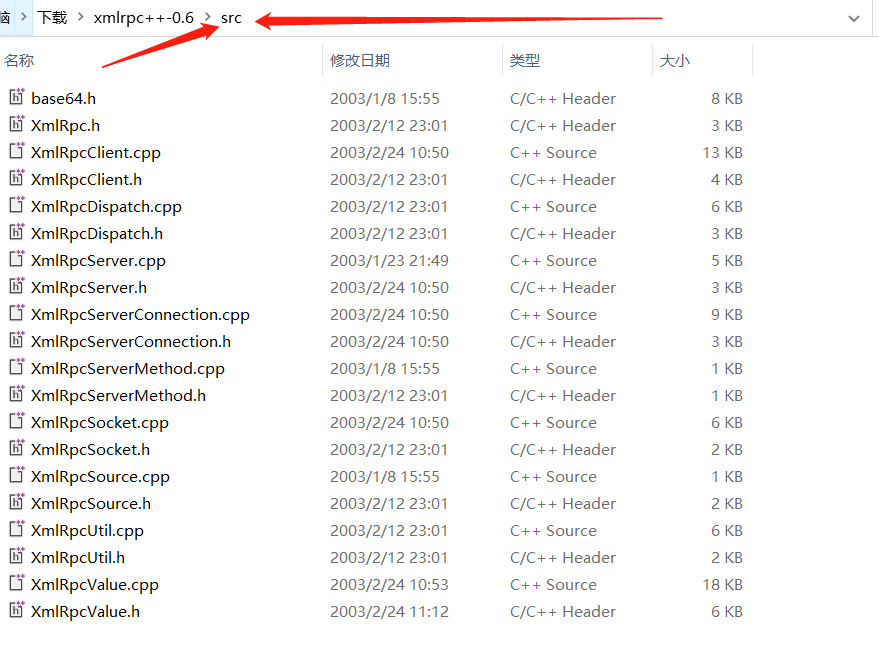 脑 > 下载 > xmlrpc++-0.6 > src
名称 修改日期 类型 大小
base64.h 2003/1/8 15:55 C/C++ Header 8 KB
XmlRpc.h 2003/2/12 23:01 C/C++ Header 3 KB
XmlRpcClient.cpp 2003/2/24 10:50 C++ Source 13 KB
XmlRpcClient.h 2003/2/12 23:01 C/C++ Header 4 KB
XmlRpcDispatch.cpp 2003/2/12 23:01 C++ Source 6 KB
XmlRpcDispatch.h 2003/2/12 23:01 C/C++ Header 3 KB
XmlRpcServer.cpp 2003/1/23 21:49 C++ Source 5 KB
XmlRpcServer.h 2003/2/24 10:50 C/C++ Header 3 KB
XmlRpcServerConnection.cpp 2003/2/24 10:50 C++ Source 9 KB
XmlRpcServerConnection.h 2003/2/24 10:50 C/C++ Header 3 KB
XmlRpcServerMethod.cpp 2003/1/8 15:55 C++ Source 1 KB
XmlRpcServerMethod.h 2003/2/12 23:01 C/C++ Header 1 KB
XmlRpcSocket.cpp 2003/2/24 10:50 C++ Source 6 KB
XmlRpcSocket.h 2003/2/12 23:01 C/C++ Header 2 KB
XmlRpcSource.cpp 2003/1/8 15:55 C++ Source 1 KB
XmlRpcSource.h 2003/2/12 23:01 C/C++ Header 2 KB
XmlRpcUtil.cpp 2003/2/12 23:01 C++ Source 6 KB
XmlRpcUtil.h 2003/2/12 23:01 C/C++ Header 2 KB
XmlRpcValue.cpp 2003/2/24 10:53 C++ Source 18 KB
XmlRpcValue.h 2003/2/24 11:12 C/C++ Header 6 KB